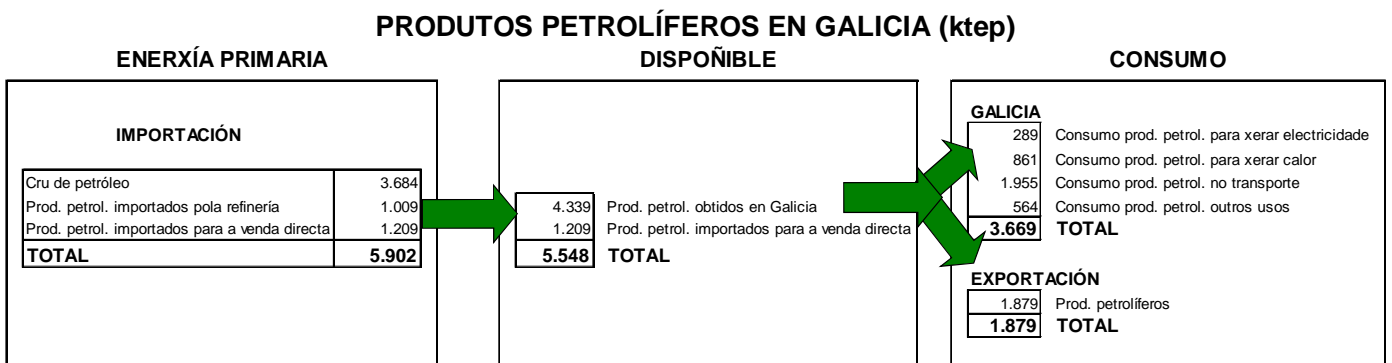 PRODUTOS PETROLÍFEROS EN GALICIA (ktep)
ENERXÍA PRIMARIA
IMPORTACIÓN
Cru de petróleo 3.684
Prod. petrol. importados pola refinería 1.009
Prod. petrol. importados para a venda directa 1.209
TOTAL 5.902
DISPOÑIBLE
4.339 Prod. petrol. obtidos en Galicia
1.209 Prod. petrol. importados para a venda directa
5.548 TOTAL
CONSUMO
GALICIA
289 Consumo prod. petrol. para xerar electricidade
861 Consumo prod. petrol. para xerar calor
1.955 Consumo prod. petrol. no transporte
564 Consumo prod. petrol. outros usos
3.669 TOTAL
EXPORTACIÓN
1.879 Prod. petrolíferos
1.879 TOTAL